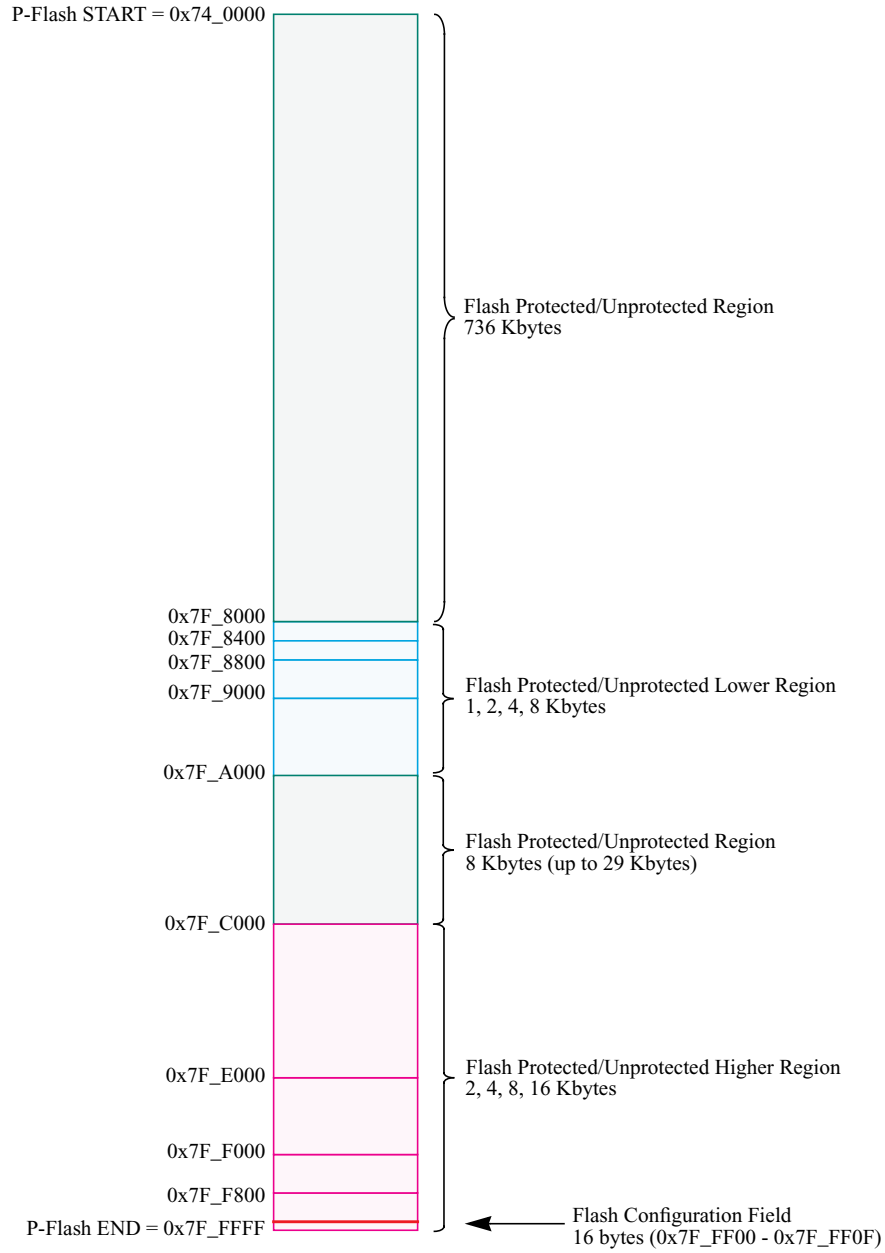 P-Flash START = 0x74_0000
Flash Protected/Unprotected Region
736 Kbytes
0x7F_8000
0x7F_8400
0x7F_8800
0x7F_9000
Flash Protected/Unprotected Lower Region
1, 2, 4, 8 Kbytes
0x7F_A000
Flash Protected/Unprotected Region
8 Kbytes (up to 29 Kbytes)
0x7F_C000
0x7F_E000
Flash Protected/Unprotected Higher Region
2, 4, 8, 16 Kbytes
0x7F_F000
0x7F_F800
P-Flash END = 0x7F_FFFF
Flash Configuration Field
16 bytes (0x7F_FF00 - 0x7F_FF0F)